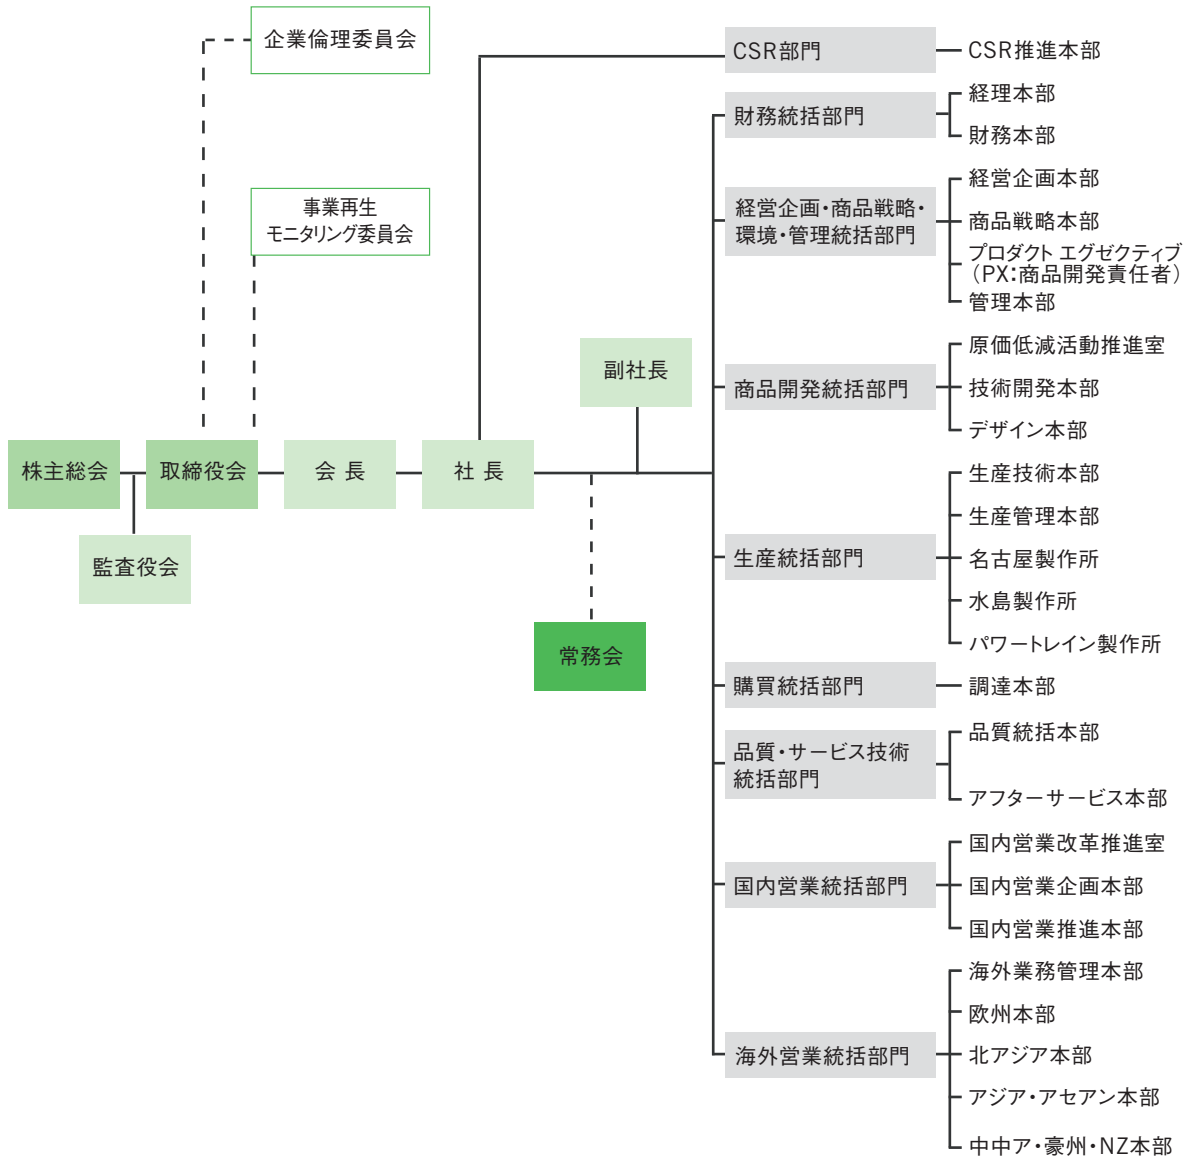 企業倫理委員会
事業再生
モニタリング委員会
副社長
株主総会
取締役会
会 長
社 長
監査役会
常務会
CSR部門
CSR推進本部
財務統括部門
経理本部
財務本部
経営企画・商品戦略・
環境・管理統括部門
経営企画本部
商品戦略本部
プロダクト エグゼクティブ
（PX：商品開発責任者）
管理本部
商品開発統括部門
原価低減活動推進室
技術開発本部
デザイン本部
生産統括部門
生産技術本部
生産管理本部
名古屋製作所
水島製作所
パワートレイン製作所
購買統括部門
調達本部
品質・サービス技術
統括部門
品質統括本部
アフターサービス本部
国内営業統括部門
国内営業改革推進室
国内営業企画本部
国内営業推進本部
海外営業統括部門
海外業務管理本部
欧州本部
北アジア本部
アジア・アセアン本部
中中ア・豪州・NZ本部